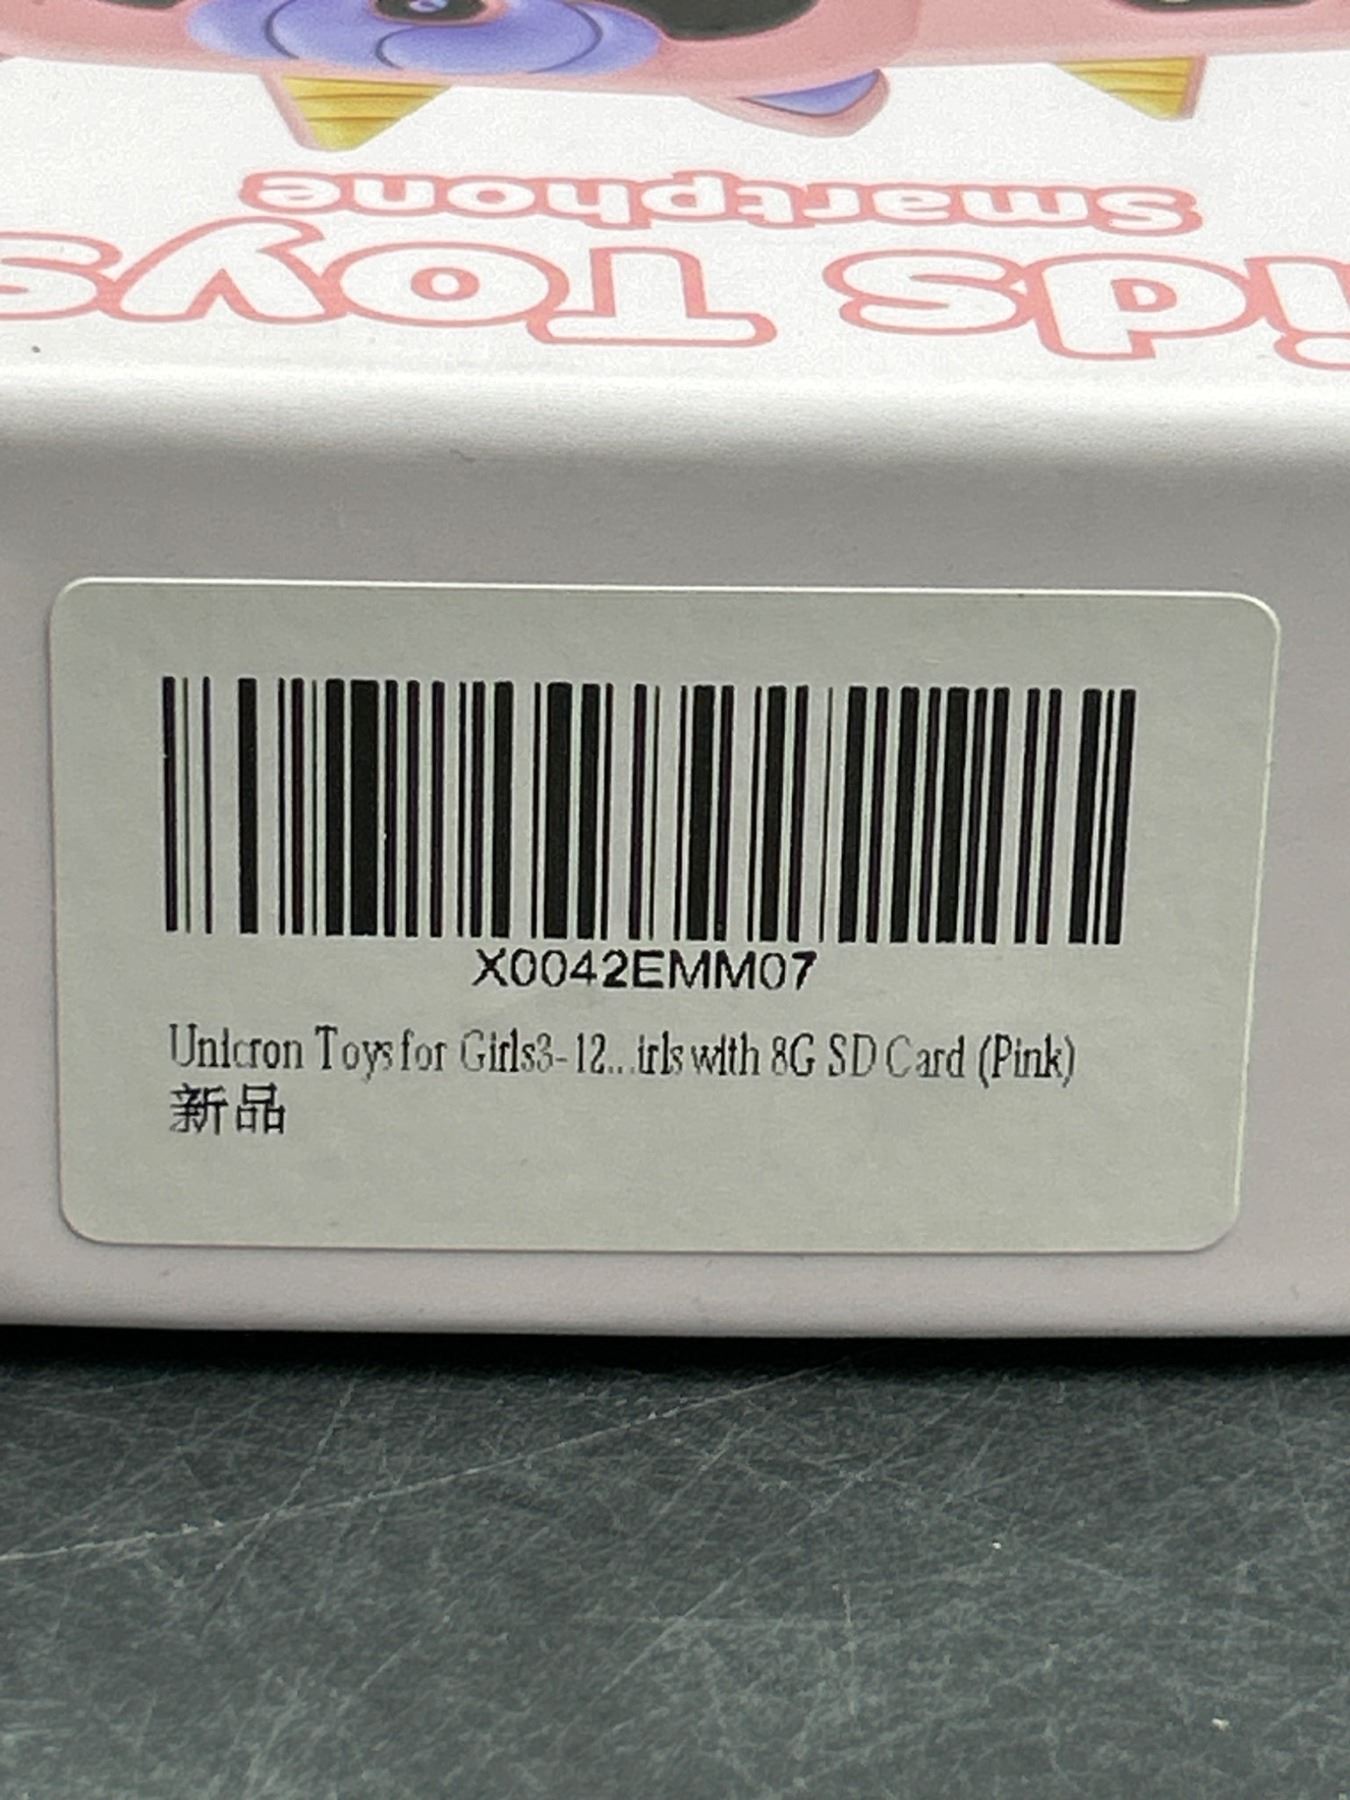 Smartphone
ids Toys
X0042EMM07
Unicron Toys for Girls3-12...irls with 8G SD Card (Pink)
新品